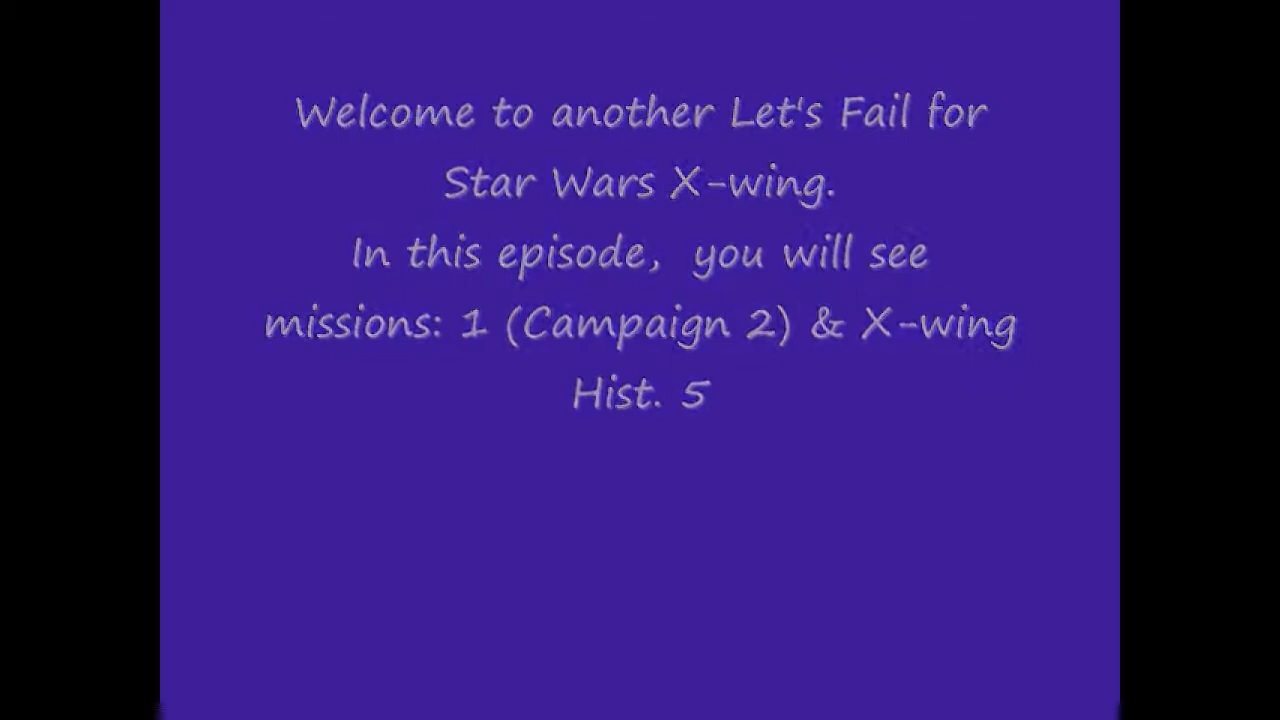 Welcome to another Let's Fail for
Star Wars X-wing.
In this episode,  you will see
missions: 1 (Campaign 2) & X-wing
Hist. 5